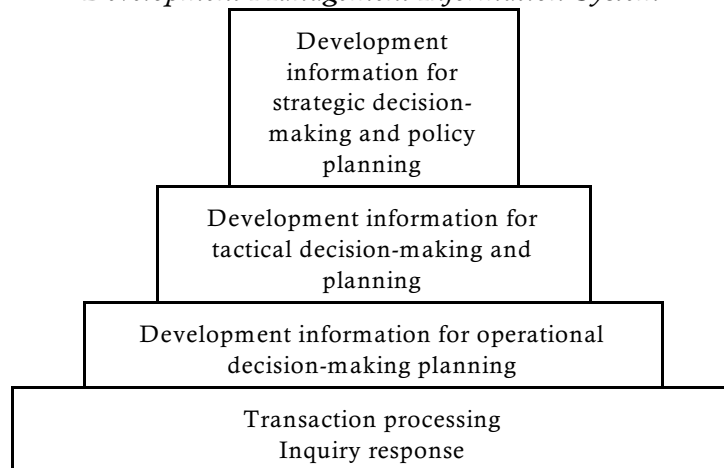 Development Management Information System
Development
information for
strategic decision-
making and policy
planning
Development information for
tactical decision-making and
planning
Development information for operational
decision-making planning
Transaction processing
Inquiry response